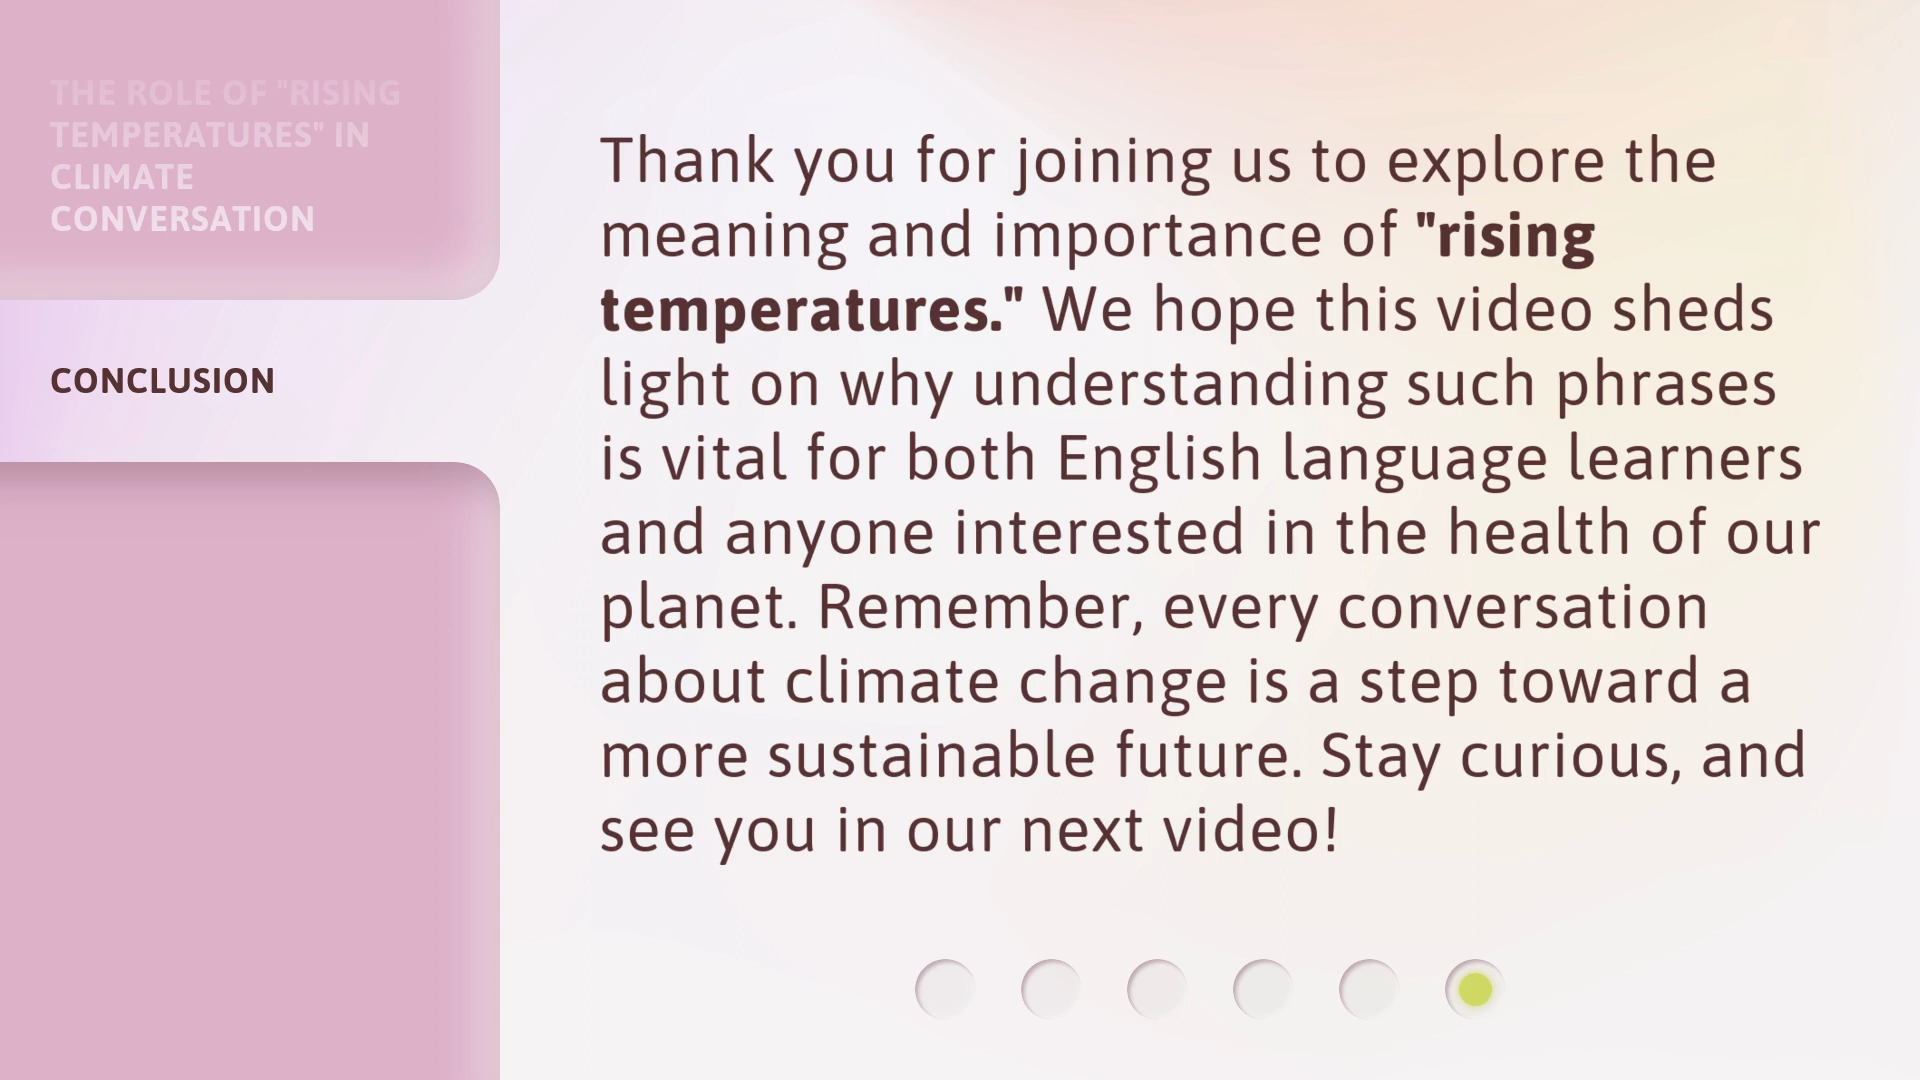 THE ROLE OF "RISING
TEMPERATURES" IN
CLIMATE
CONVERSATION
CONCLUSION
Thank you for joining us to explore the
meaning and importance of "rising
temperatures." We hope this video sheds
light on why understanding such phrases
is vital for both English language learners
and anyone interested in the health of our
planet. Remember, every conversation
about climate change is a step toward a
more sustainable future. Stay curious, and
see you in our next video!